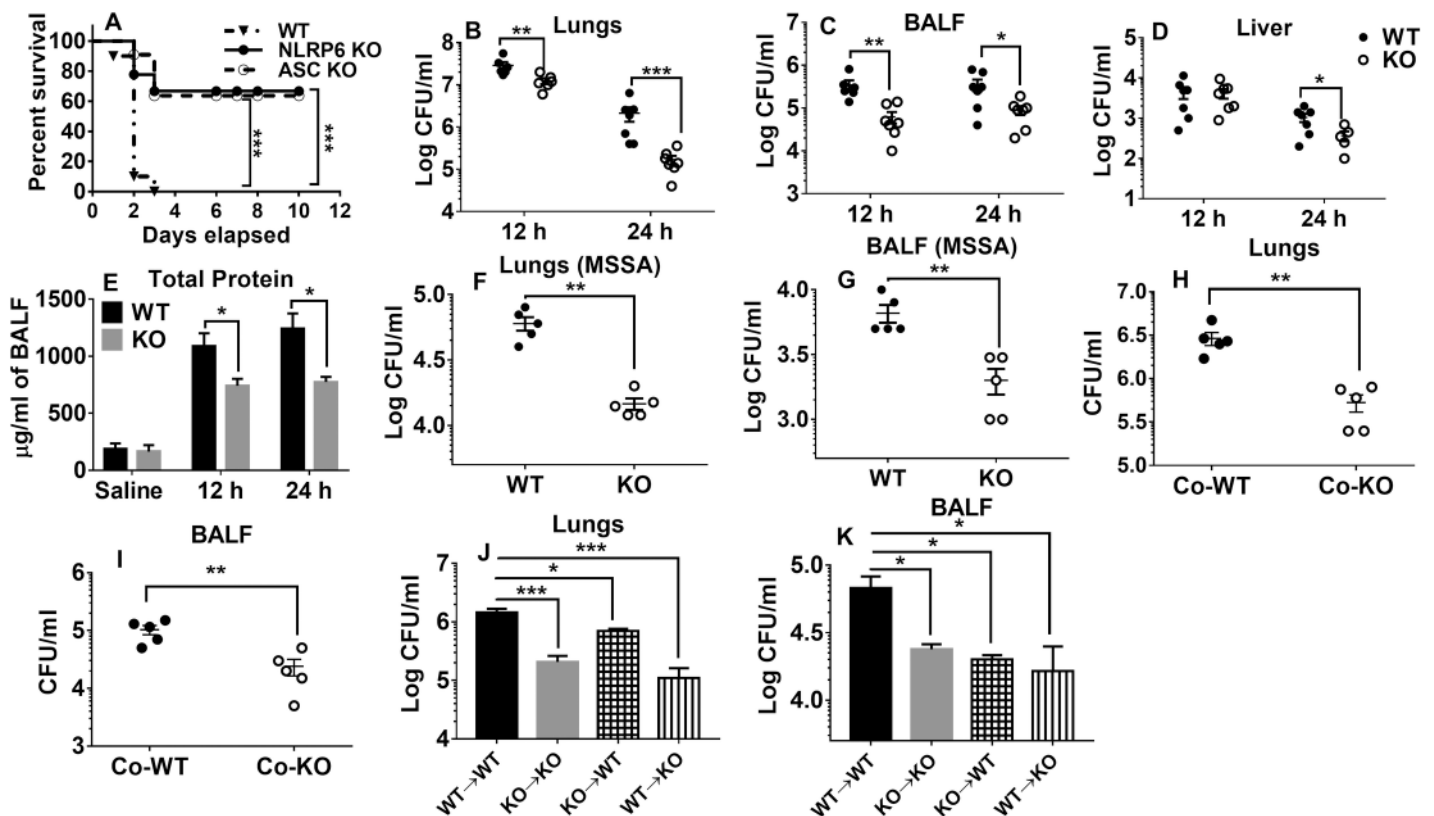 A
WT
NLRP6 KO
ASC KO
Percent survival
100
80
60
40
20
0
***
***
0 2 4 6 8 10 12
Days elapsed
B
Lungs
Log CFU/ml
8
7
6
5
4
**
***
12 h 24 h
C
BALF
Log CFU/ml
7
6
5
4
3
**
*
12 h 24 h
D
Liver
WT
KO
Log CFU/ml
5
4
3
2
1
*
12 h 24 h
E
Total Protein
WT
KO
µg/ml of BALF
1500
1000
500
0
*
*
Saline 12 h 24 h
F
Lungs (MSSA)
Log CFU/ml
5.0
4.5
4.0
**
WT KO
G
BALF (MSSA)
Log CFU/ml
4.0
3.5
3.0
**
WT KO
H
Lungs
CFU/ml
7.0
6.5
6.0
5.5
5.0
**
Co-WT Co-KO
I
BALF
CFU/ml
6
5
4
3
**
Co-WT Co-KO
J
Lungs
Log CFU/ml
7
6
5
4
***
*
***
WT→WT
KO→KO
KO→WT
WT→KO
K
BALF
Log CFU/ml
5.0
4.5
4.0
*
*
*
WT→WT
KO→KO
KO→WT
WT→KO